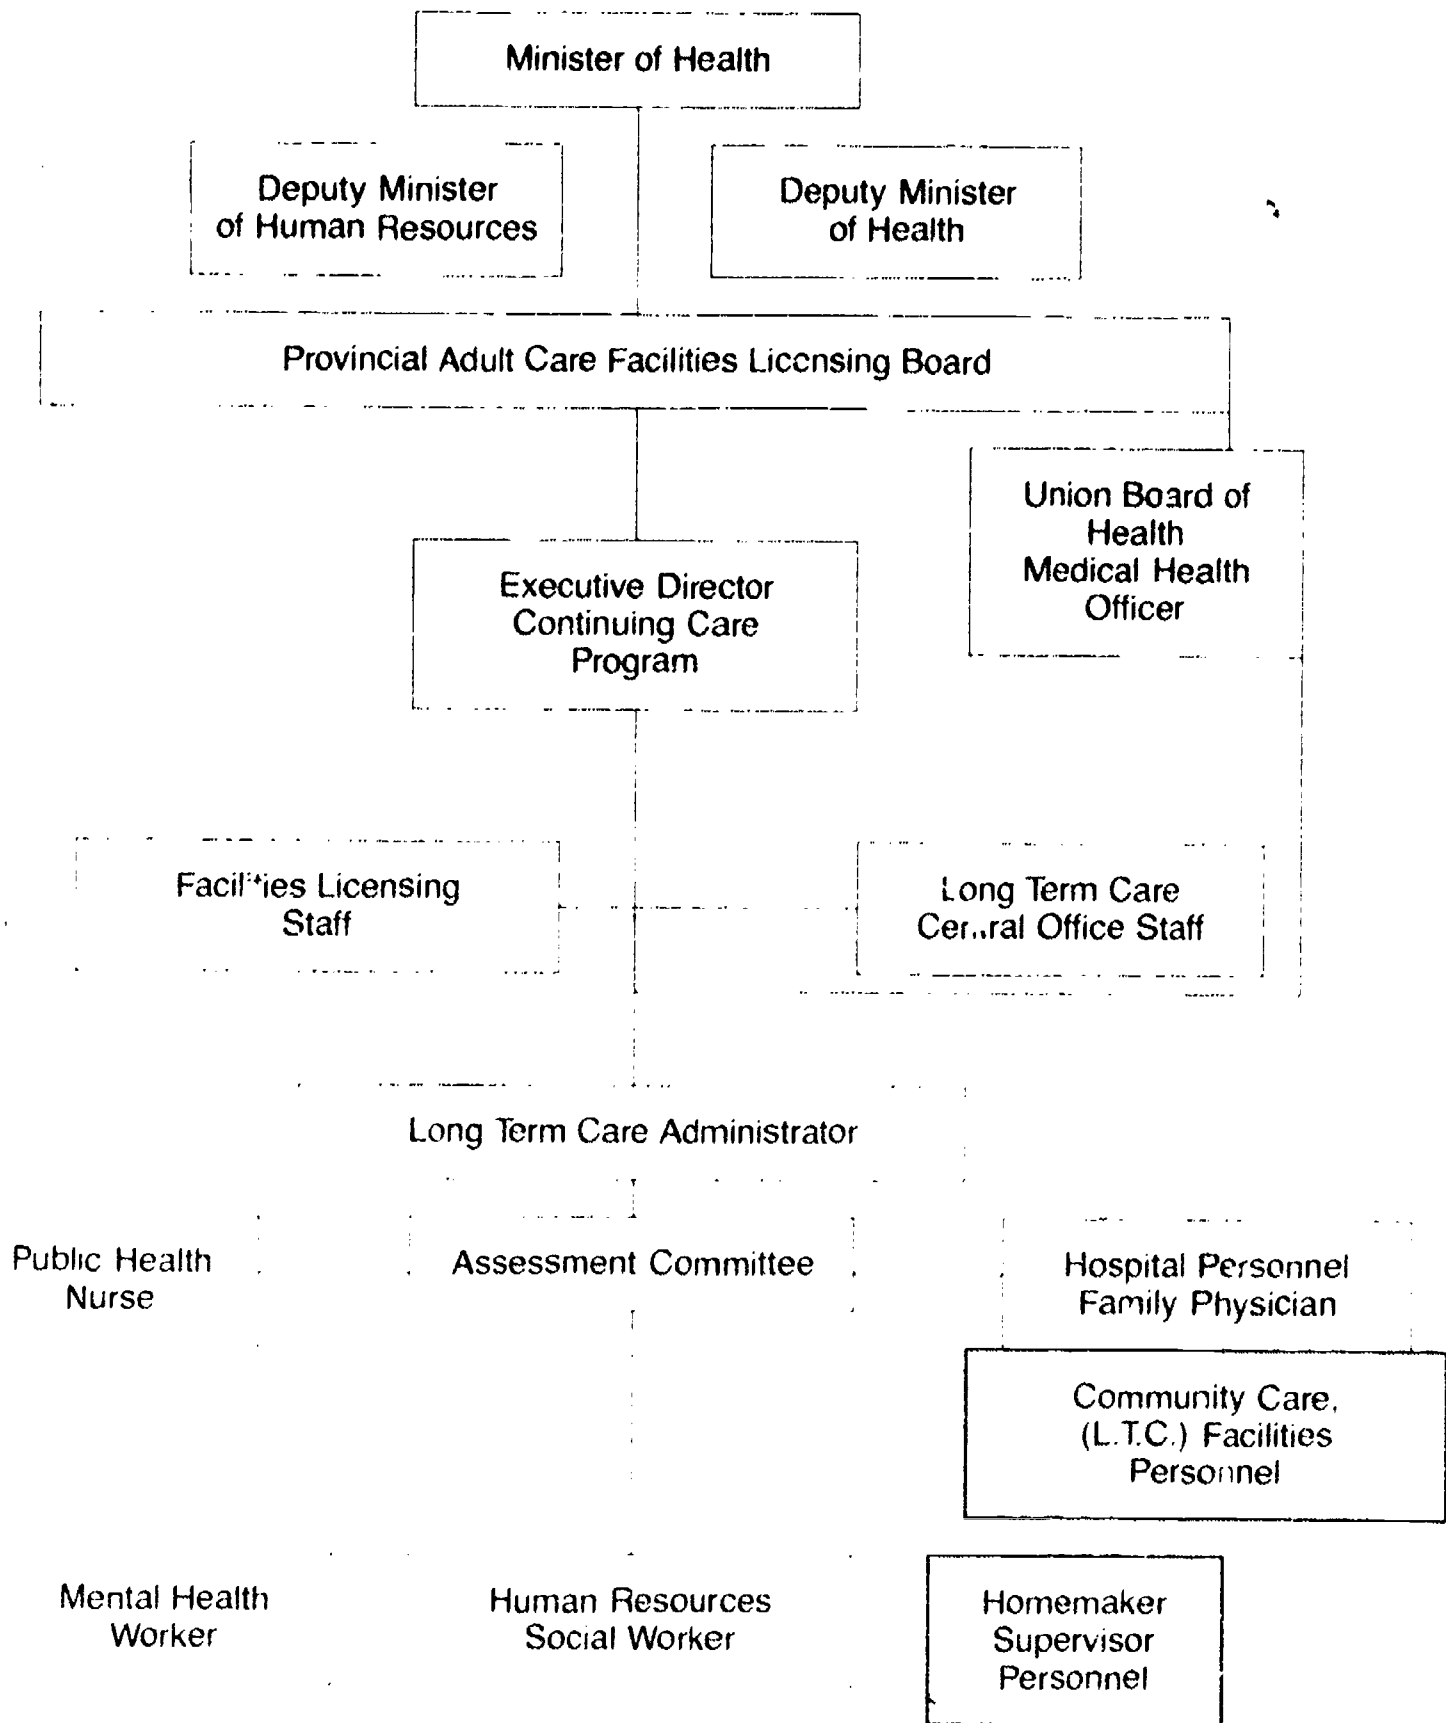 Minister of Health
Deputy Minister
of Human Resources
Deputy Minister
of Health
Provincial Adult Care Facilities Licensing Board
Union Board of
Health
Medical Health
Officer
Executive Director
Continuing Care
Program
Facilities Licensing
Staff
Long Term Care
Central Office Staff
Long Term Care Administrator
Public Health
Nurse
Assessment Committee
Hospital Personnel
Family Physician
Community Care,
(L.T.C.) Facilities
Personnel
Mental Health
Worker
Human Resources
Social Worker
Homemaker
Supervisor
Personnel